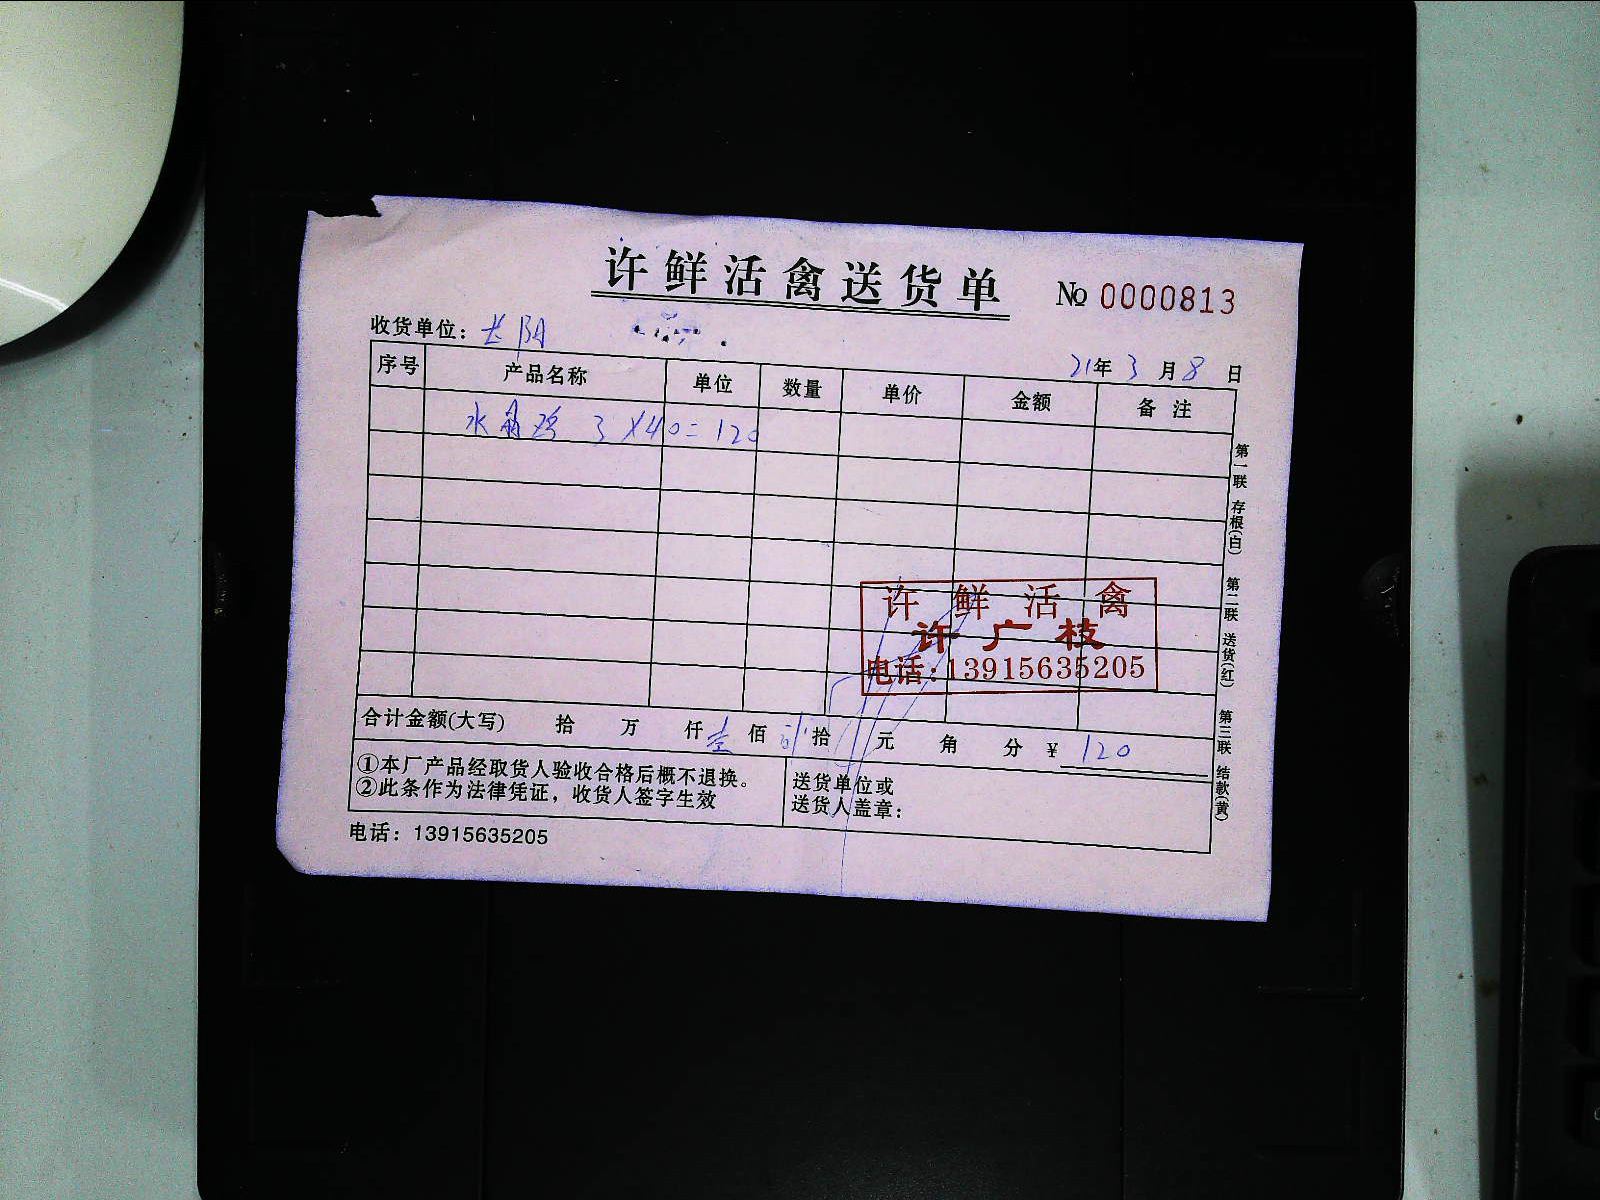 许鲜活禽送货单 № 0000813
收货单位：长阳
21年3月8日
序号 产品名称 单位 数量 单价 金额 备注
水 鸡 3×40=120
许鲜活禽
许广枝
电话：13915635205
合计金额(大写) 拾 万 仟壹佰贰拾 元 角 分 ¥ 120
①本厂产品经取货人验收合格后概不退换。
②此条作为法律凭证，收货人签字生效
送货单位或
送货人盖章：
电话：13915635205
第一联 存根(白) 第二联 送货(红) 第三联 结款(黄)